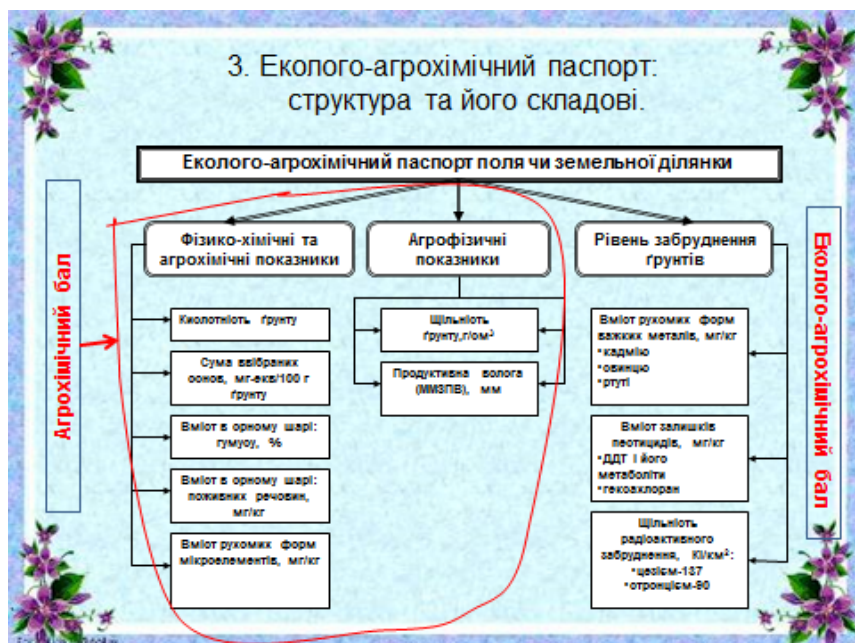 3. Еколого-агрохімічний паспорт:
структура та його складові.
Еколого-агрохімічний паспорт поля чи земельної ділянки
Агрохімічний бал
Фізико-хімічні та
агрохімічні показники
Кислотність ґрунту
Сума ввібраних
основ, мг-екв/100 г
ґрунту
Вміст в орному шарі:
гумусу, %
Вміст в орному шарі:
поживних речовин,
мг/кг
Вміст рухомих форм
мікроелементів, мг/кг
Агрофізичні
показники
Щільність
ґрунту,г/см³
Продуктивна волога
(ММЗПВ), мм
Рівень забруднення
ґрунтів
Вміст рухомих форм
важких металів, мг/кг
•кадмію
•свинцю
•ртуті
Вміст залишків
пестицидів, мг/кг
•ДДТ і його
метаболіти
•гексахлоран
Щільність
радіоактивного
забруднення, Кі/км²:
•цезієм-137
•стронцієм-90
Еколого-агрохімічний бал